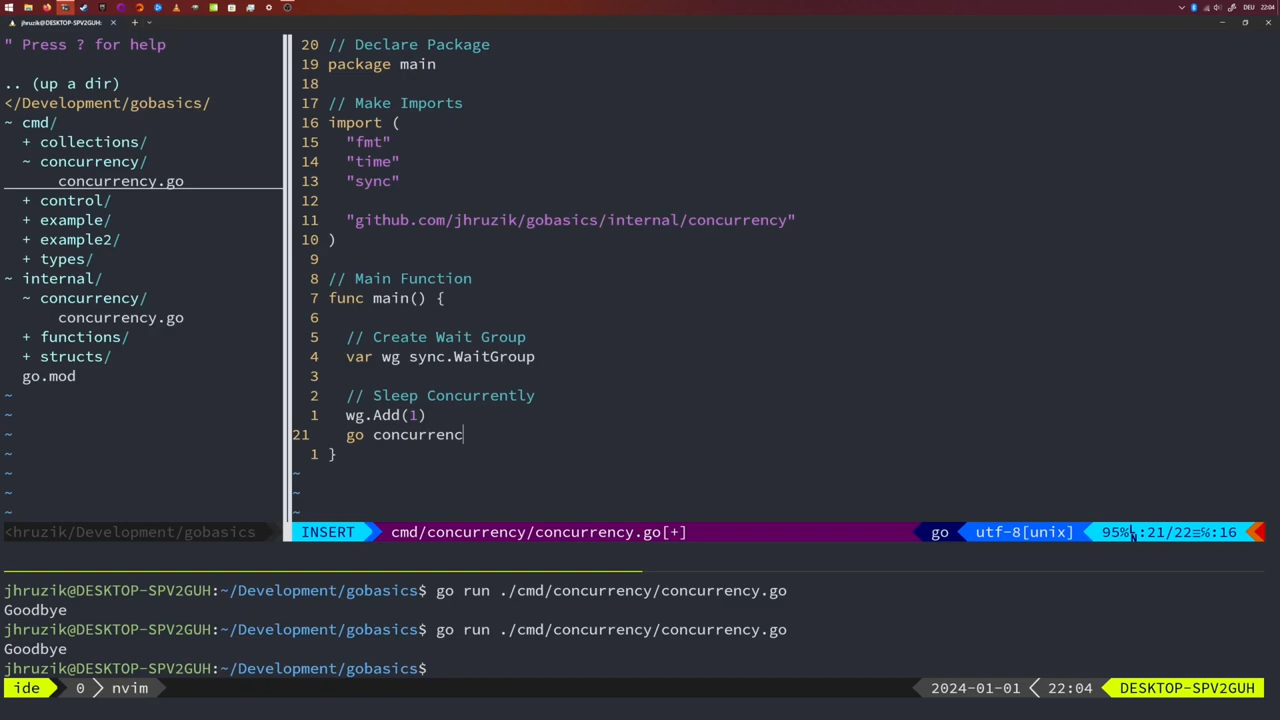 DEU 22:04
jhruzik@DESKTOP-SPV2GUH:
" Press ? for help
.. (up a dir)
</Development/gobasics/
~ cmd/
+ collections/
~ concurrency/
concurrency.go
+ control/
+ example/
+ example2/
+ types/
~ internal/
~ concurrency/
concurrency.go
+ functions/
+ structs/
go.mod
~
~
~
~
~
~
~
<hruzik/Development/gobasics
20 // Declare Package
19 package main
18
17 // Make Imports
16 import (
15 "fmt"
14 "time"
13 "sync"
12
11 "github.com/jhruzik/gobasics/internal/concurrency"
10 )
9
8 // Main Function
7 func main() {
6
5 // Create Wait Group
4 var wg sync.WaitGroup
3
2 // Sleep Concurrently
1 wg.Add(1)
21 go concurrenc
1 }
~
~
~
INSERT cmd/concurrency/concurrency.go[+] go utf-8[unix] 95%␊:21/22≡℅:16
jhruzik@DESKTOP-SPV2GUH:~/Development/gobasics$ go run ./cmd/concurrency/concurrency.go
Goodbye
jhruzik@DESKTOP-SPV2GUH:~/Development/gobasics$ go run ./cmd/concurrency/concurrency.go
Goodbye
jhruzik@DESKTOP-SPV2GUH:~/Development/gobasics$
ide 0 nvim 2024-01-01 22:04 DESKTOP-SPV2GUH